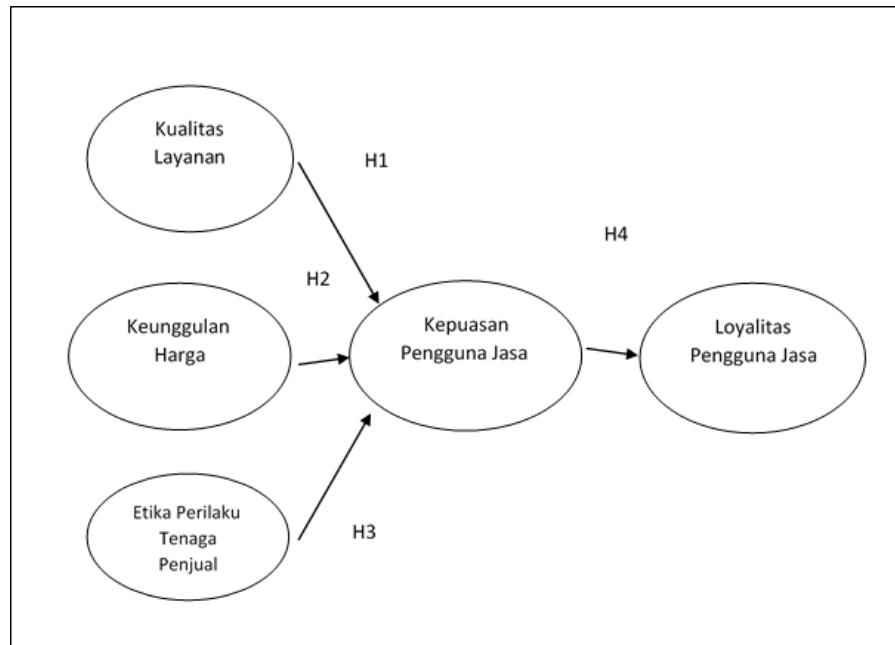 Kualitas
Layanan
H1
H4
H2
Keunggulan
Harga
Kepuasan
Pengguna Jasa
Loyalitas
Pengguna Jasa
Etika Perilaku
Tenaga
Penjual
H3